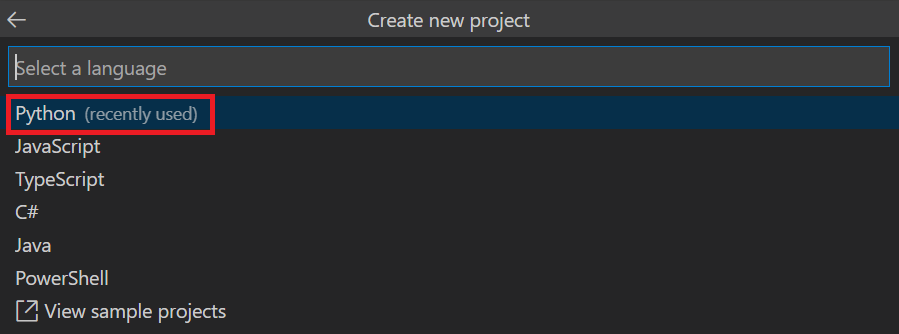 Create new project
Select a language
Python (recently used)
JavaScript
TypeScript
C#
Java
PowerShell
View sample projects